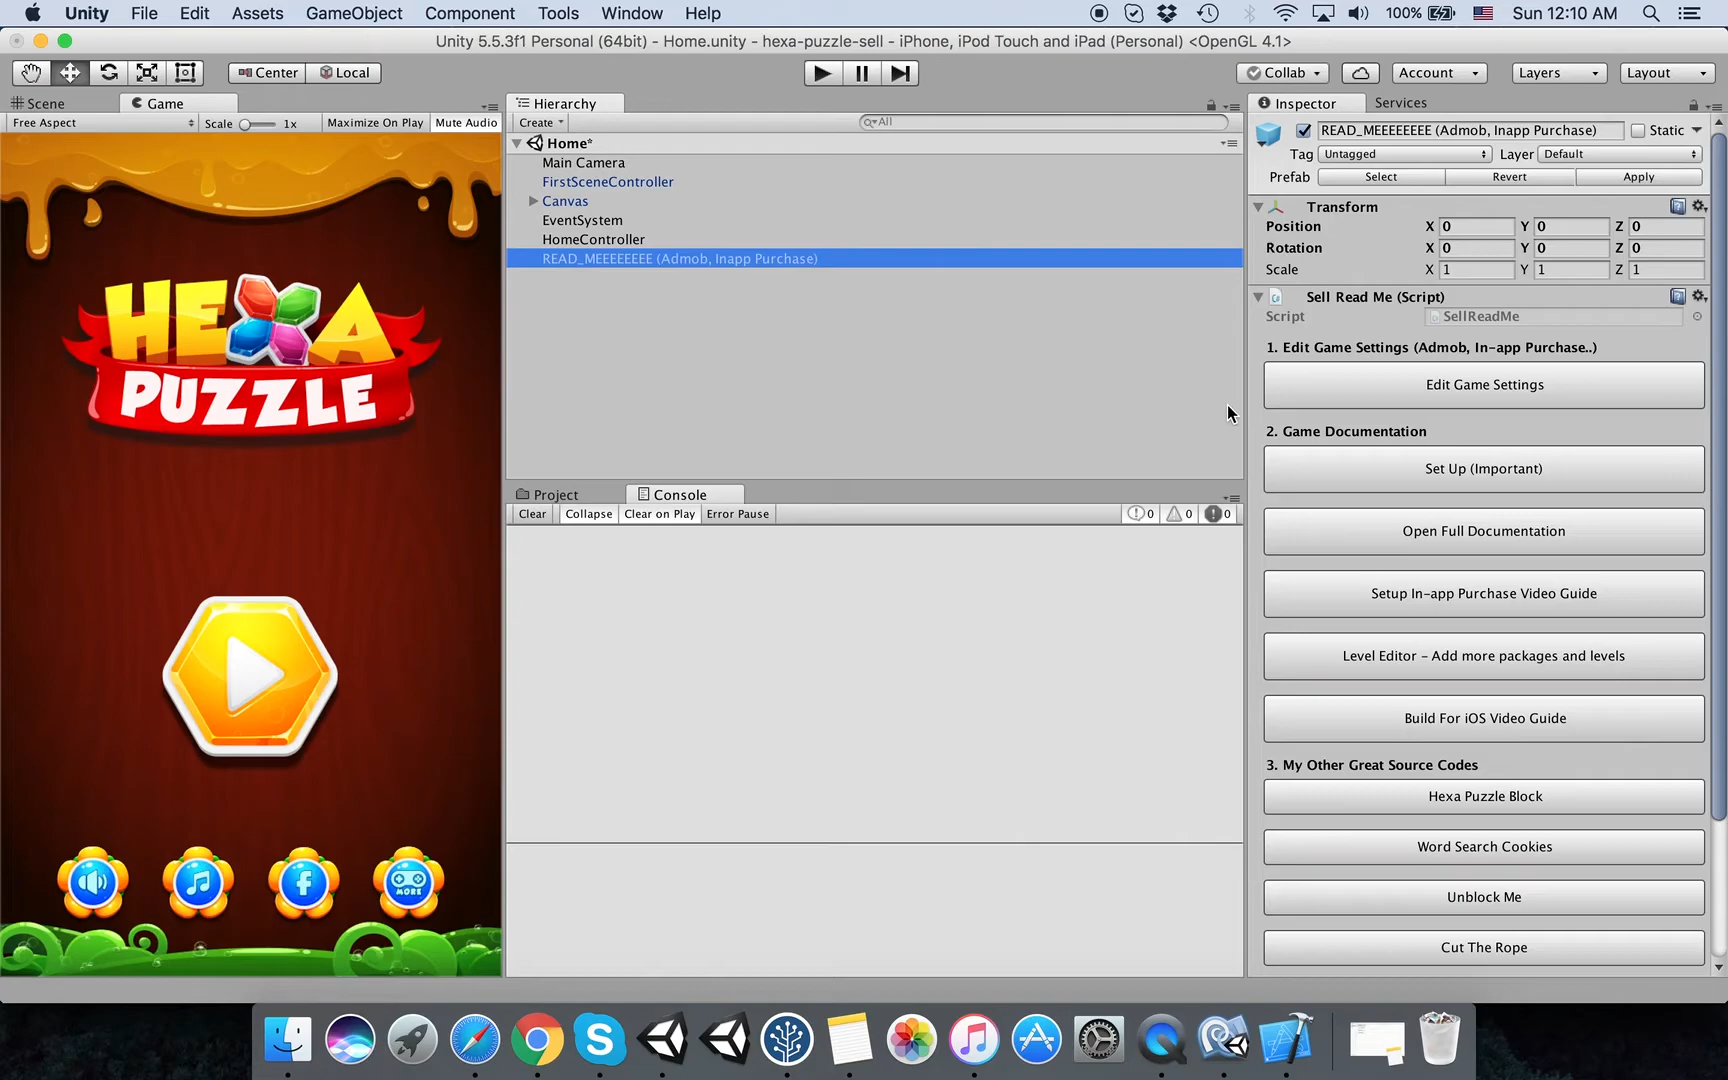 Unity File Edit Assets GameObject Component Tools Window Help 100% Sun 12:10 AM
Unity 5.5.3f1 Personal (64bit) - Home.unity - hexa-puzzle-sell - iPhone, iPod Touch and iPad (Personal) <OpenGL 4.1>
Center Local Collab Account Layers Layout
Scene Game
Free Aspect Scale 1x Maximize On Play Mute Audio
HEXA
PUZZLE
MORE
Hierarchy
Create All
Home*
Main Camera
FirstSceneController
Canvas
EventSystem
HomeController
READ_MEEEEEEEE (Admob, Inapp Purchase)
Project Console
Clear Collapse Clear on Play Error Pause 0 0 0
Inspector Services
READ_MEEEEEEEE (Admob, Inapp Purchase) Static
Tag Untagged Layer Default
Prefab Select Revert Apply
Transform
Position X 0 Y 0 Z 0
Rotation X 0 Y 0 Z 0
Scale X 1 Y 1 Z 1
Sell Read Me (Script)
Script SellReadMe
1. Edit Game Settings (Admob, In-app Purchase..)
Edit Game Settings
2. Game Documentation
Set Up (Important)
Open Full Documentation
Setup In-app Purchase Video Guide
Level Editor - Add more packages and levels
Build For iOS Video Guide
3. My Other Great Source Codes
Hexa Puzzle Block
Word Search Cookies
Unblock Me
Cut The Rope